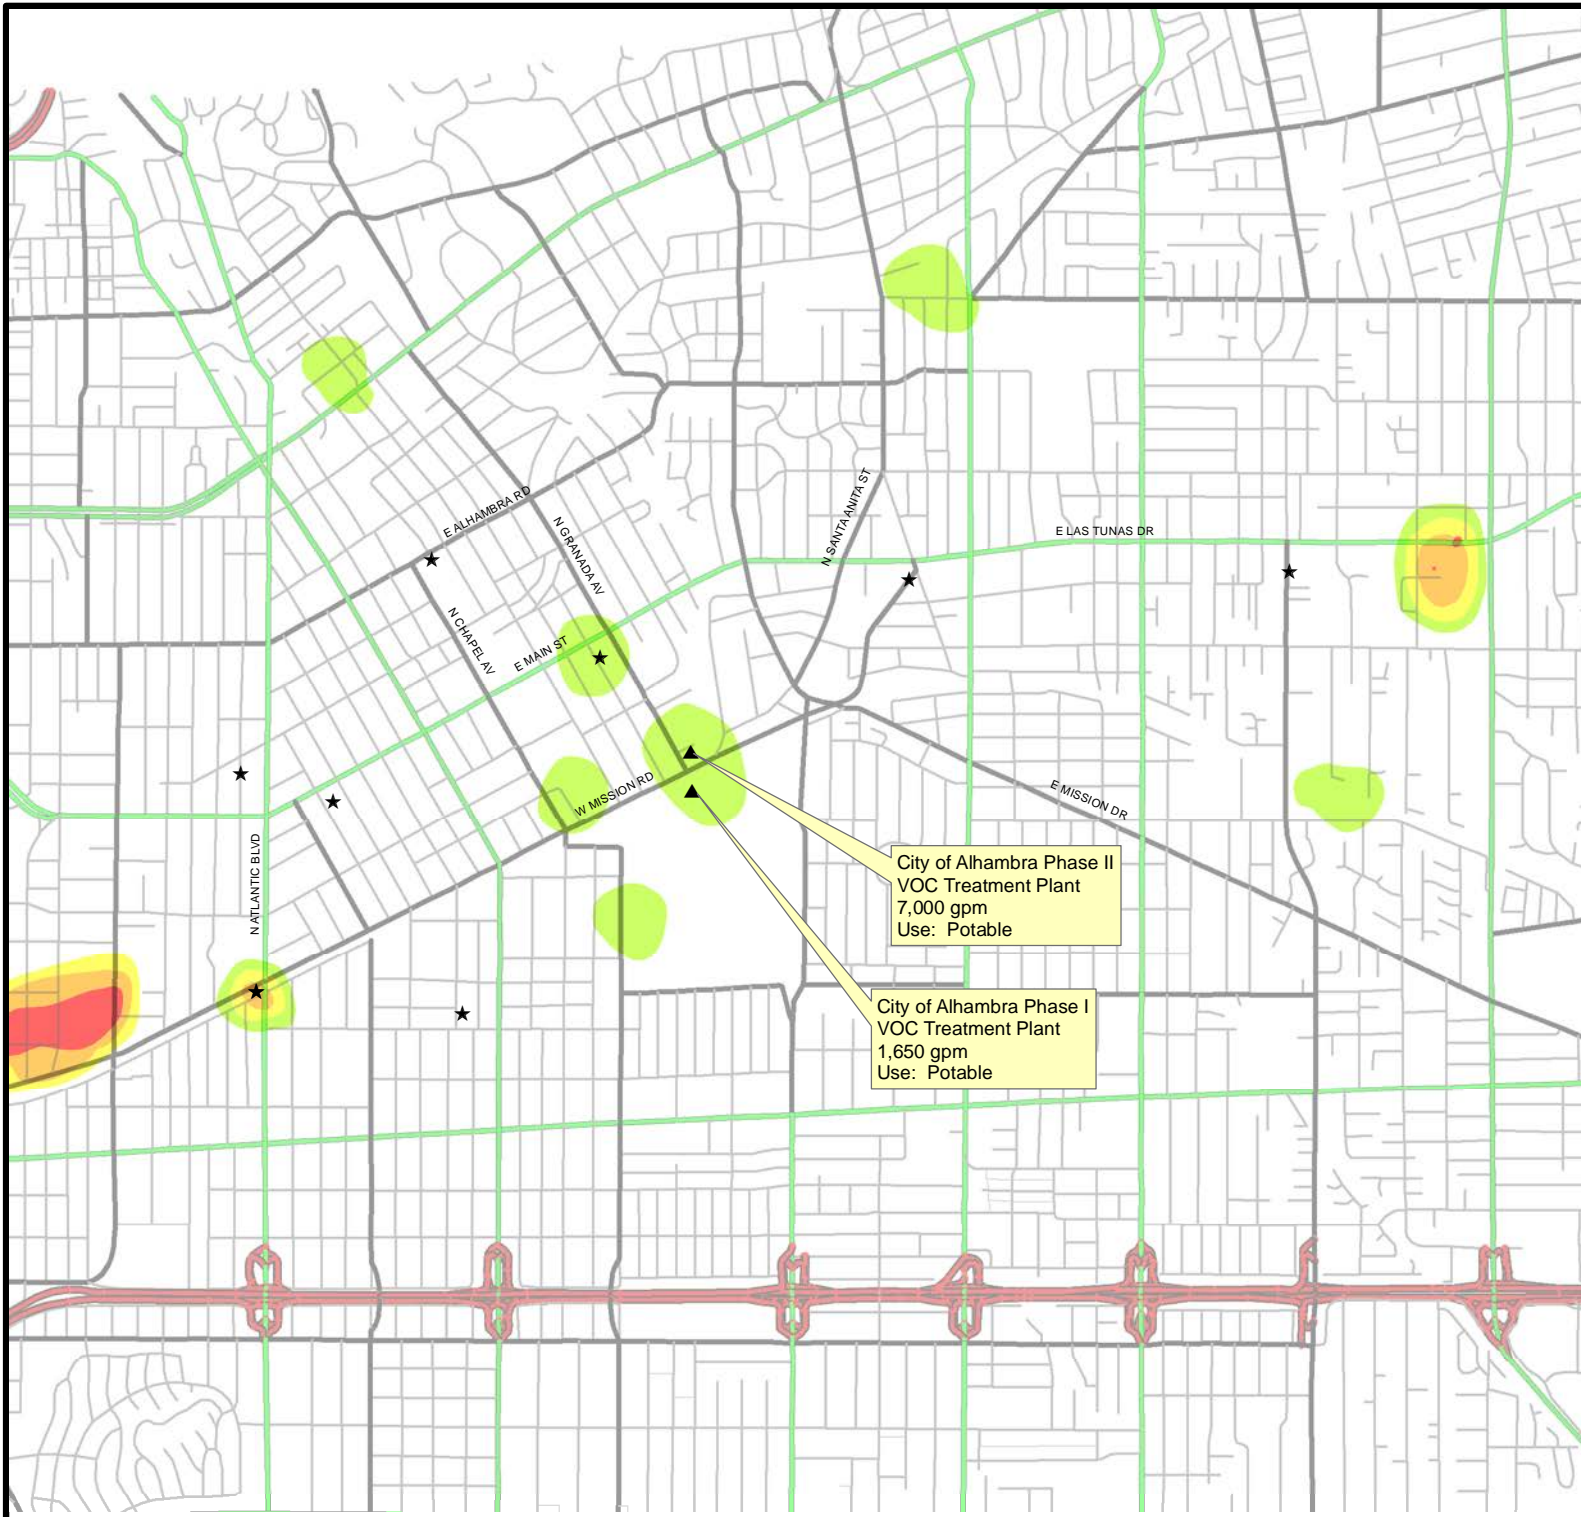 E ALHAMBRA RD
N GRANADA AV
N SANTA ANITA ST
E LAS TUNAS DR
N CHAPEL AV
E MAIN ST
W MISSION RD
E MISSION DR
N ATLANTIC BLVD
City of Alhambra Phase II
VOC Treatment Plant
7,000 gpm
Use: Potable
City of Alhambra Phase I
VOC Treatment Plant
1,650 gpm
Use: Potable